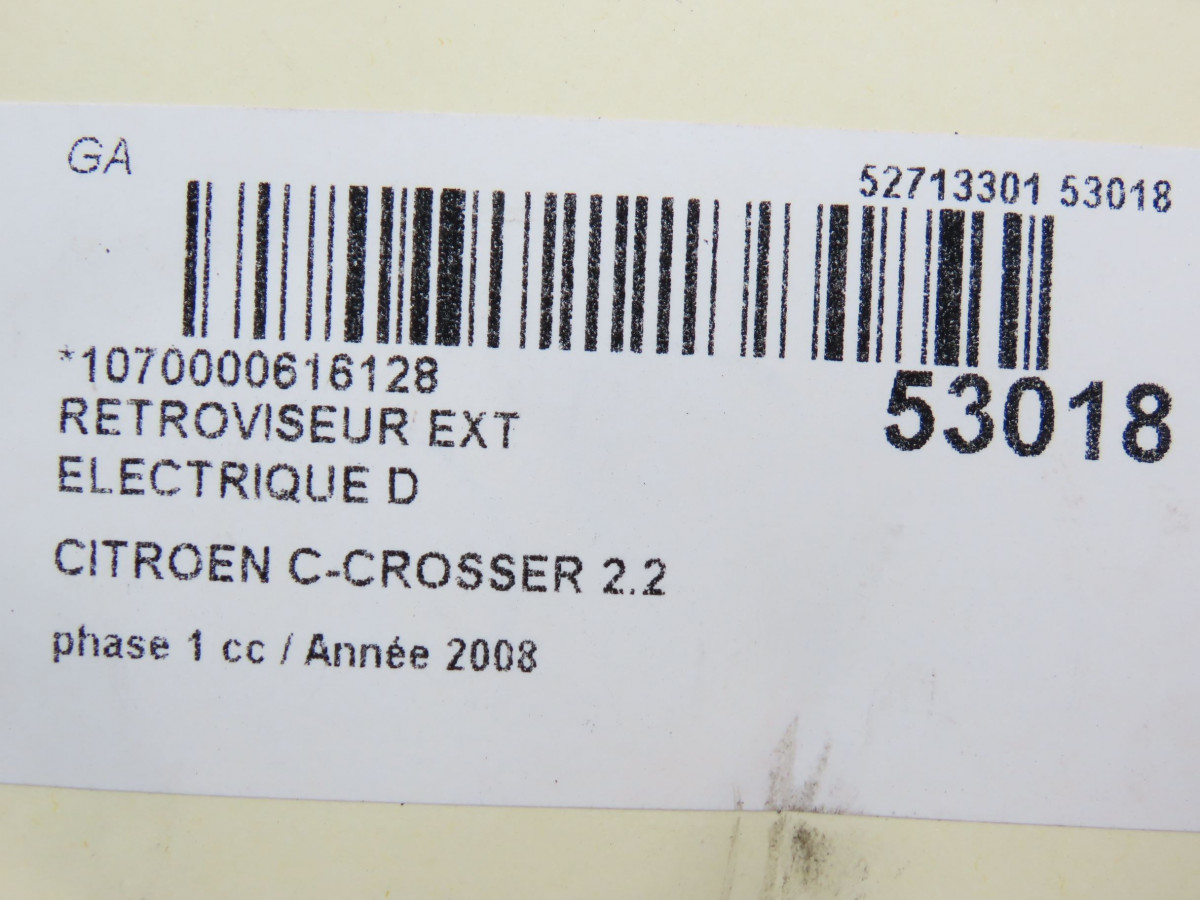 GA
52713301 53018
*1070000616128
53018
RETROVISEUR EXT
ELECTRIQUE D
CITROEN C-CROSSER 2.2
phase 1 cc / Année 2008